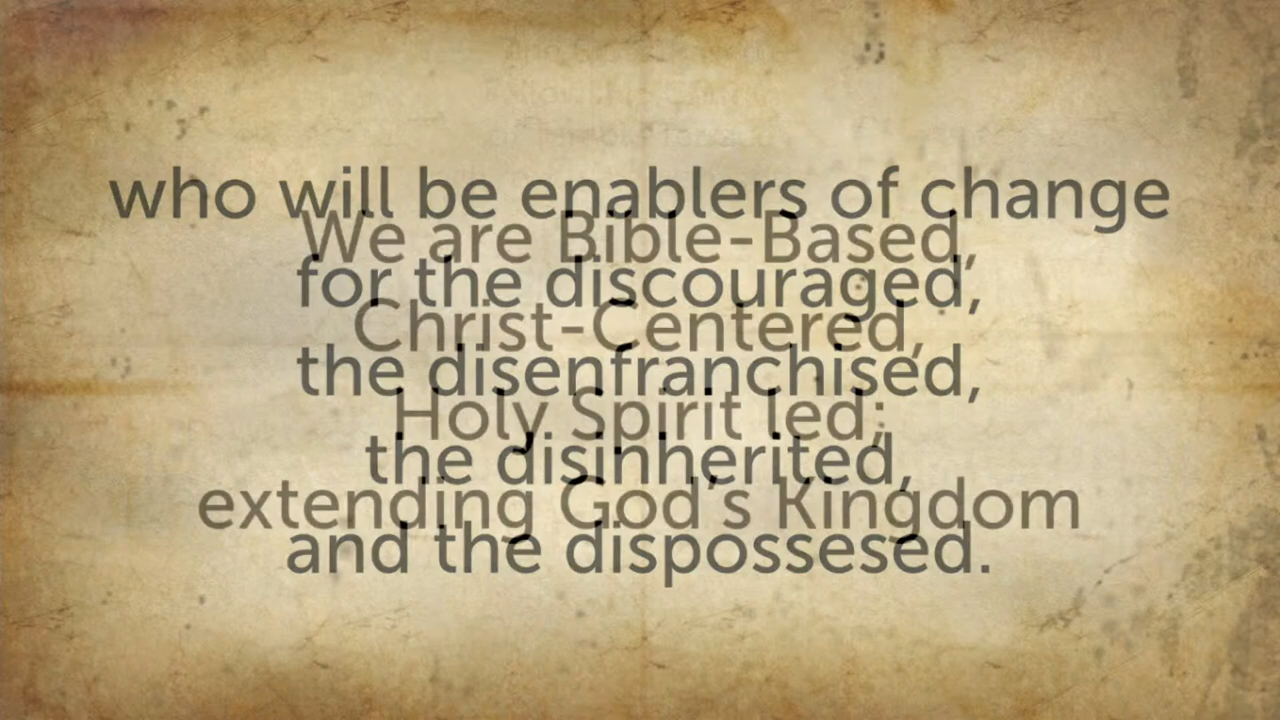 who will be enablers of change
We are Bible-Based,
for the discouraged,
Christ-Centered,
the disenfranchised,
Holy Spirit led;
the disinherited,
extending God's Kingdom
and the dispossesed.